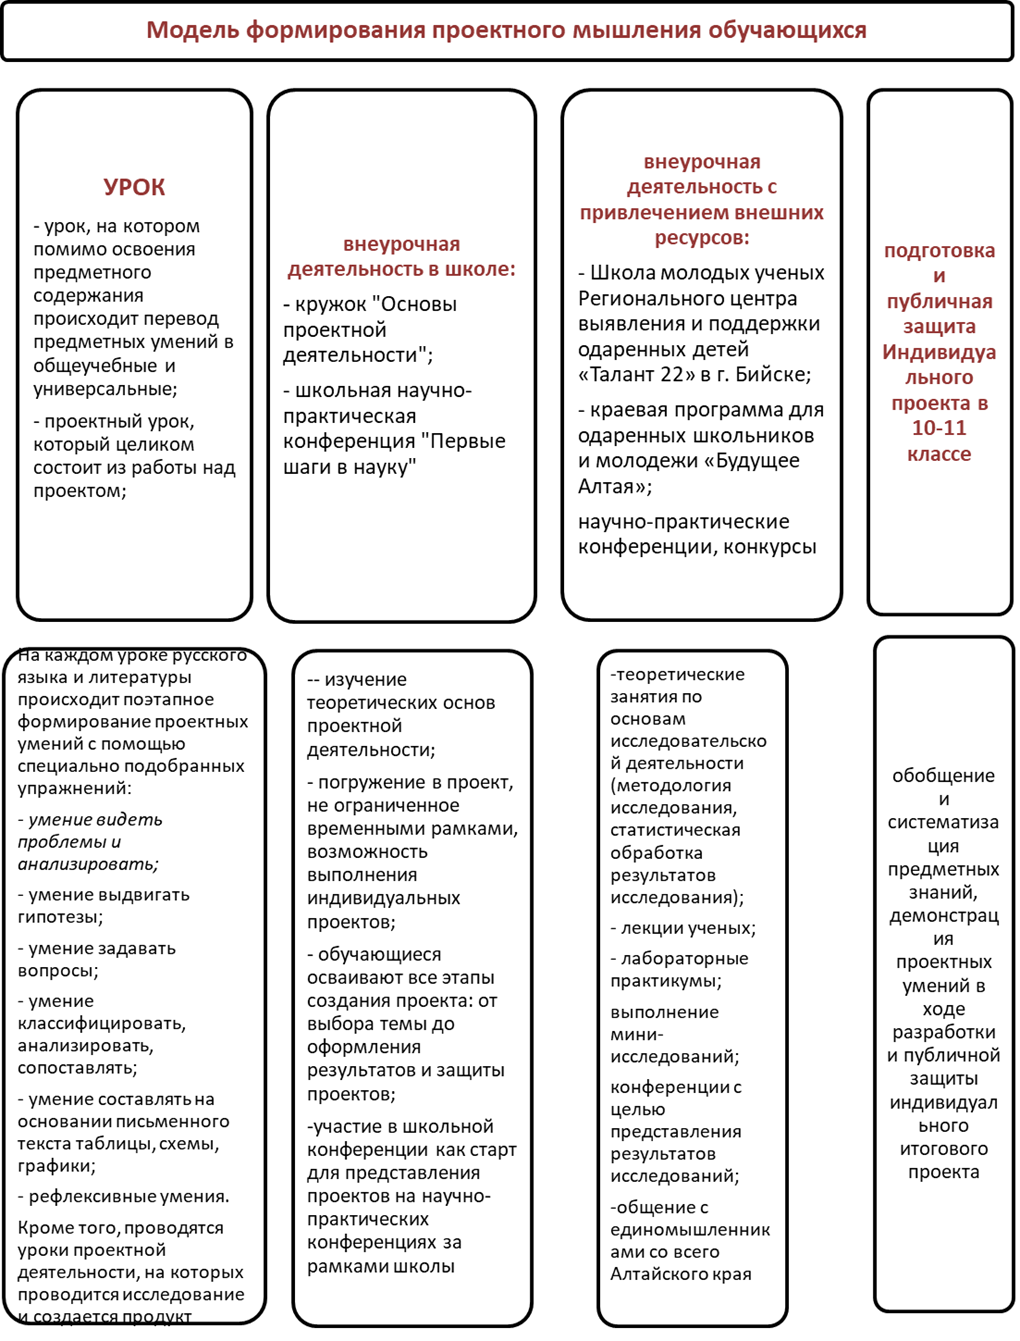 Модель формирования проектного мышления обучающихся
УРОК
- урок, на котором
помимо освоения
предметного
содержания
происходит перевод
предметных умений в
общеучебные и
универсальные;
- проектный урок,
который целиком
состоит из работы над
проектом;
внеурочная
деятельность в школе:
- кружок "Основы
проектной
деятельности";
- школьная научно-
практическая
конференция "Первые
шаги в науку"
внеурочная
деятельность с
привлечением внешних
ресурсов:
- Школа молодых ученых
Регионального центра
выявления и поддержки
одаренных детей
«Талант 22» в г. Бийске;
- краевая программа для
одаренных школьников
и молодежи «Будущее
Алтая»;
научно-практические
конференции, конкурсы
подготовка
и
публичная
защита
Индивидуа
льного
проекта в
10-11
классе
На каждом уроке русского
языка и литературы
происходит поэтапное
формирование проектных
умений с помощью
специально подобранных
упражнений:
- умение видеть
проблемы и
анализировать;
- умение выдвигать
гипотезы;
- умение задавать
вопросы;
- умение
классифицировать,
анализировать,
сопоставлять;
- умение составлять на
основании письменного
текста таблицы, схемы,
графики;
- рефлексивные умения.
Кроме того, проводятся
уроки проектной
деятельности, на которых
проводится исследование
и создается продукт
-- изучение
теоретических основ
проектной
деятельности;
- погружение в проект,
не ограниченное
временными рамками,
возможность
выполнения
индивидуальных
проектов;
- обучающиеся
осваивают все этапы
создания проекта: от
выбора темы до
оформления
результатов и защиты
проектов;
-участие в школьной
конференции как старт
для представления
проектов на научно-
практических
конференциях за
рамками школы
-теоретические
занятия по
основам
исследовательско
й деятельности
(методология
исследования,
статистическая
обработка
результатов
исследования);
- лекции ученых;
- лабораторные
практикумы;
выполнение
мини-
исследований;
конференции с
целью
представления
результатов
исследований;
-общение с
единомышленник
ами со всего
Алтайского края
обобщение
и
систематиза
ция
предметных
знаний,
демонстрац
ия
проектных
умений в
ходе
разработки
и публичной
защиты
индивидуал
ьного
итогового
проекта